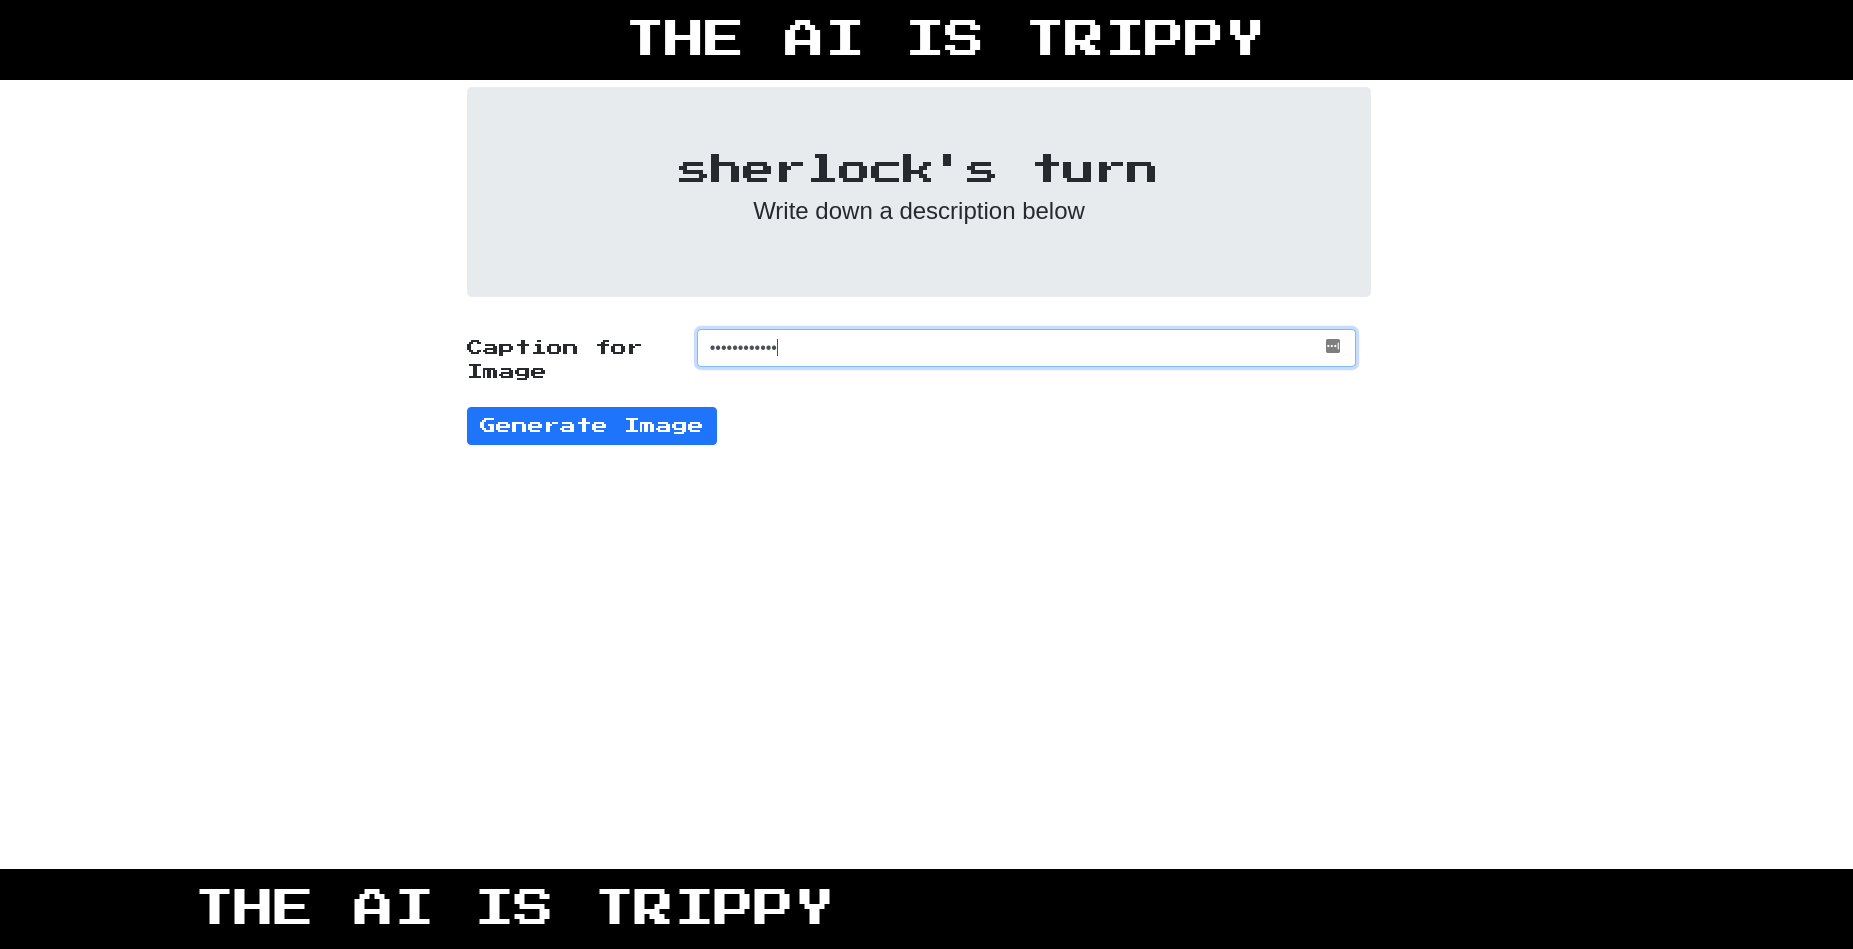 THE AI IS TRIPPY
sherlock's turn
Write down a description below
Caption for
Image
••••••••••••
Generate Image
THE AI IS TRIPPY